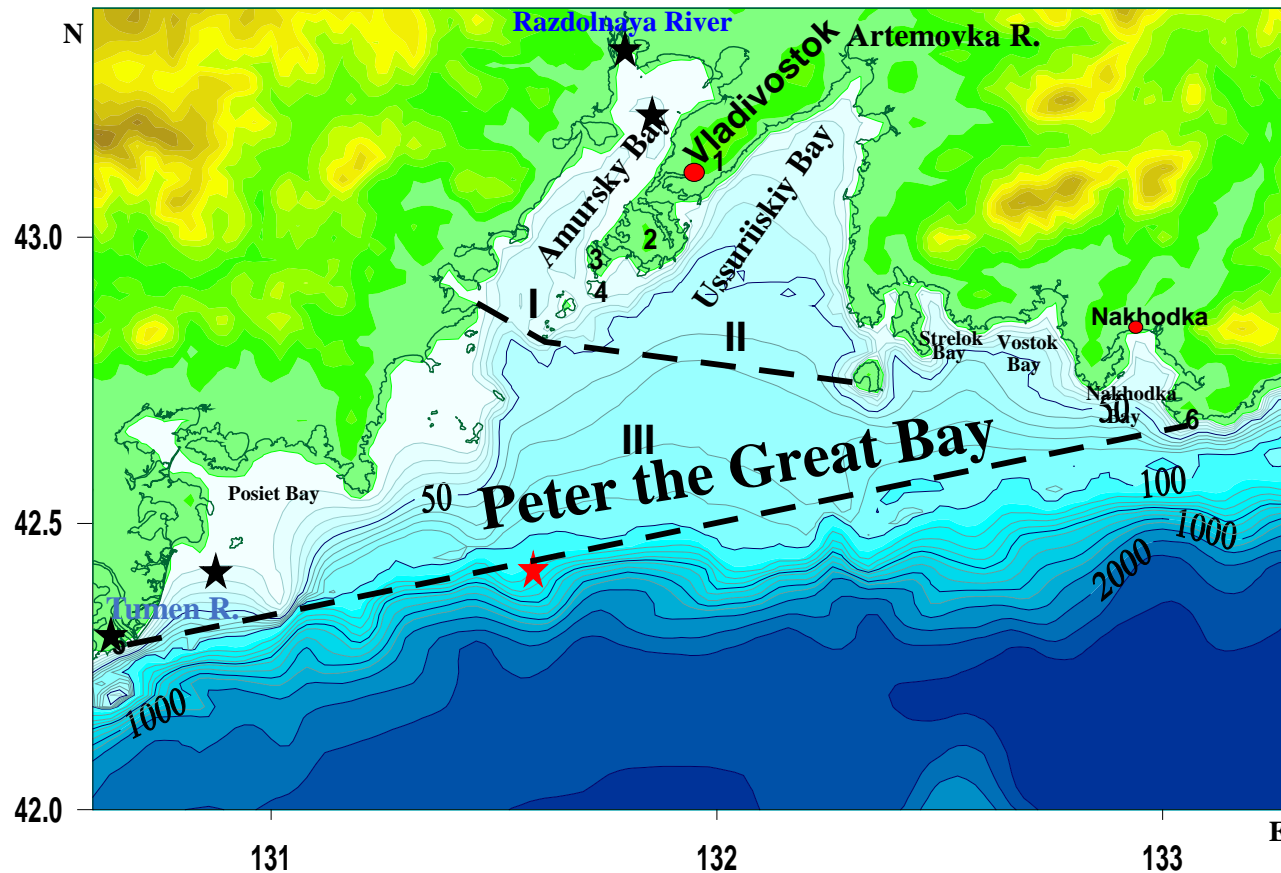 N
Razdolnaya River
Artemovka R.
Vladivostok
1
Amursky Bay
Ussuriiskiy Bay
43.0
2
3
4
I
II
Nakhodka
Strelok
Bay
Vostok
Bay
Nakhodka
Bay
50
6
III
Peter the Great Bay
Posiet Bay
50
100
42.5
1000
2000
Tumen R.
5
1000
42.0
E
131
132
133